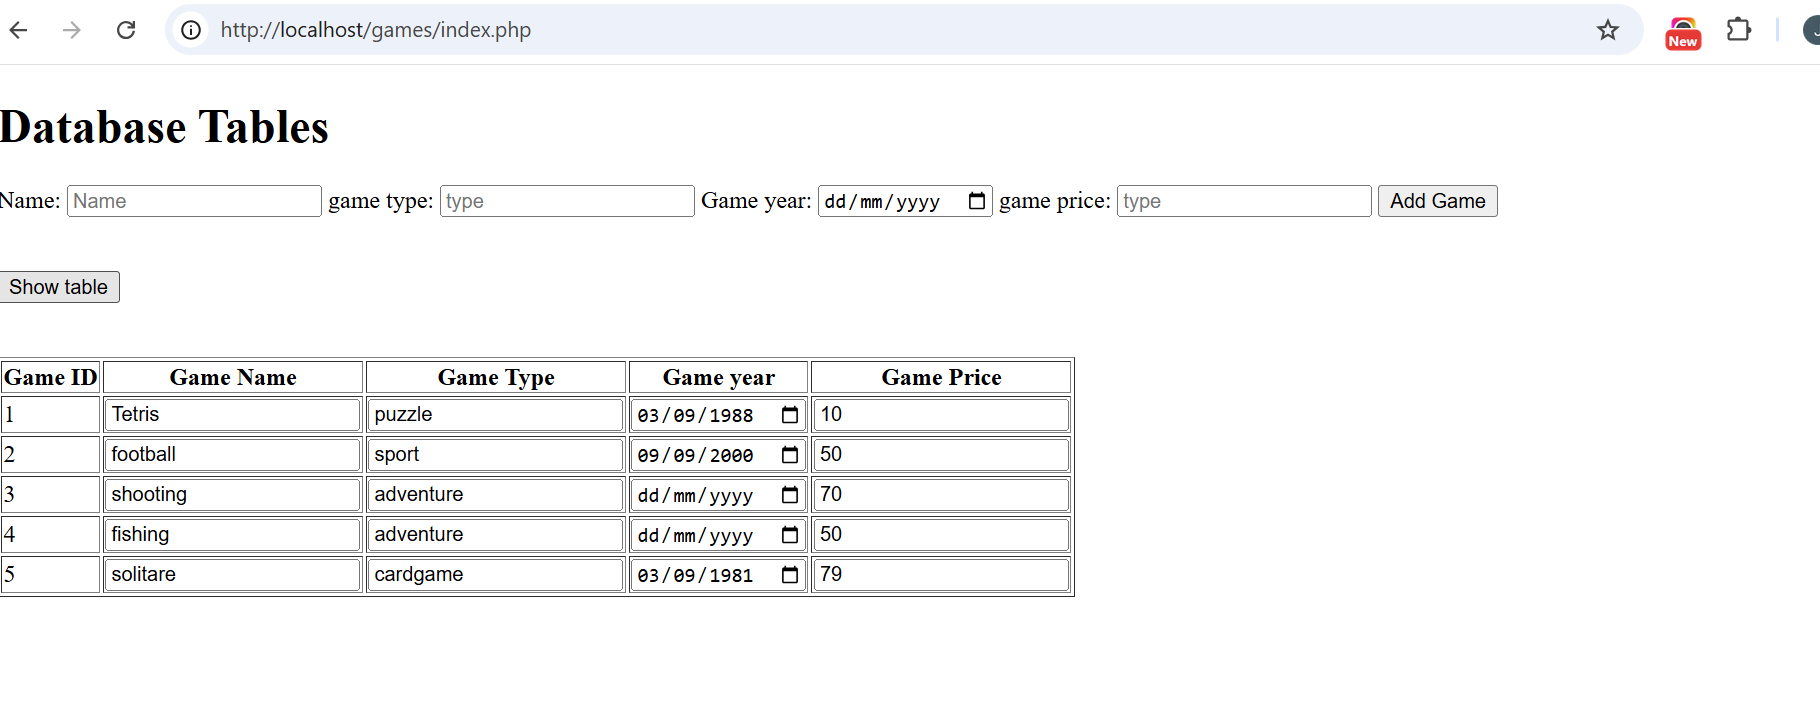 http://localhost/games/index.php
New
Database Tables
Name: Name game type: type Game year: dd/mm/yyyy game price: type Add Game
Show table
Game ID Game Name Game Type Game year Game Price
1 Tetris puzzle 03/09/1988 10
2 football sport 09/09/2000 50
3 shooting adventure dd/mm/yyyy 70
4 fishing adventure dd/mm/yyyy 50
5 solitare cardgame 03/09/1981 79